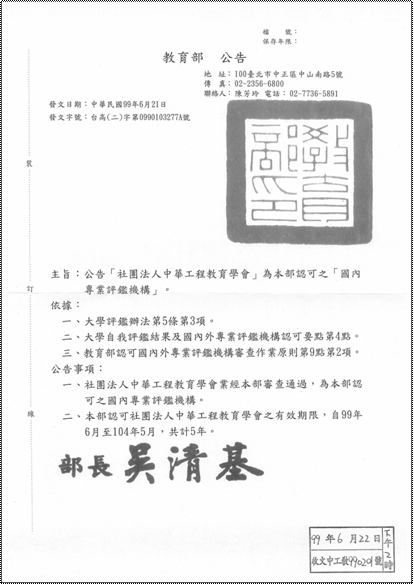 檔　　號：
保存年限：
教育部　公告
地　址：100臺北市中正區中山南路5號
傳　真：02-2356-6800
聯絡人：陳芳玲 電話：02-7736-5891
發文日期：中華民國99年6月21日
發文字號：台高(二)字第0990103277A號
教育部印
裝
主旨：公告「社團法人中華工程教育學會」為本部認可之「國內
專業評鑑機構」。
訂
依據：
一、大學評鑑辦法第5條第3項。
二、大學自我評鑑結果及國內外專業評鑑機構認可要點第4點。
三、教育部認可國內外專業評鑑機構審查作業原則第9點第2項。
公告事項：
一、社團法人中華工程教育學會業經本部審查通過，為本部認
可之國內專業評鑑機構。
線
二、本部認可社團法人中華工程教育學會之有效期限，自99年
6月至104年5月，共計5年。
部長 吳清基
99 年 6 月 22 日
收文中工教99020號
下午2時